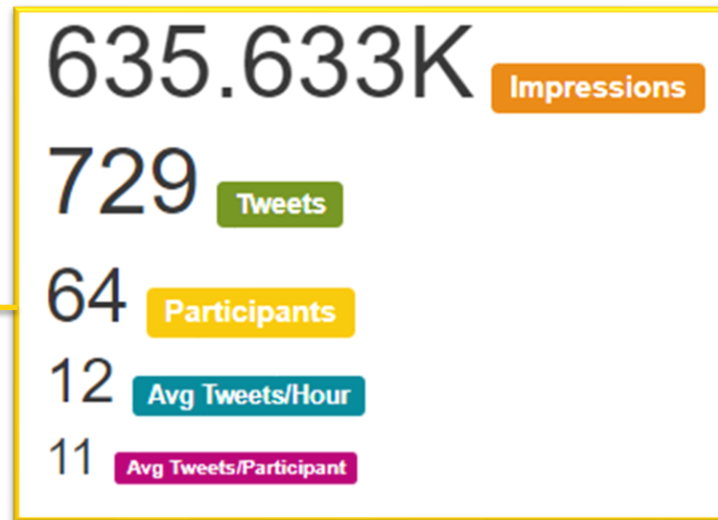 635.633K Impressions
729 Tweets
64 Participants
12 Avg Tweets/Hour
11 Avg Tweets/Participant